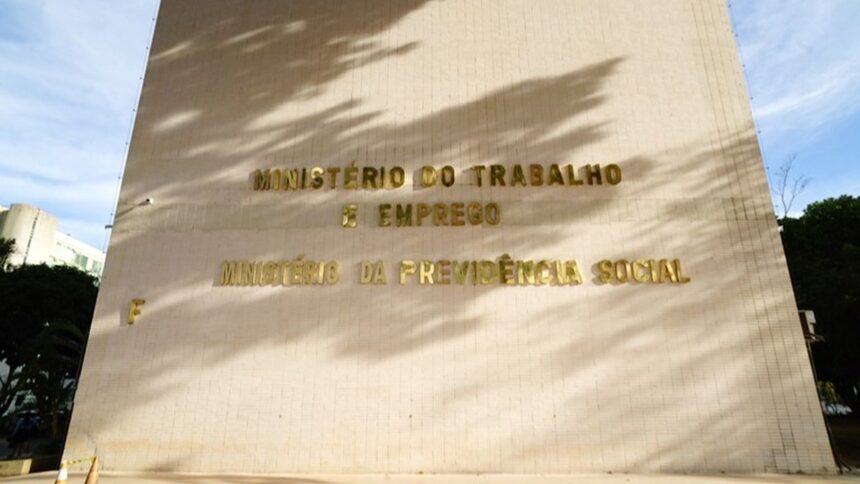 MINISTÉRIO DO TRABALHO
E EMPREGO
MINISTÉRIO DA PREVIDÊNCIA SOCIAL
F